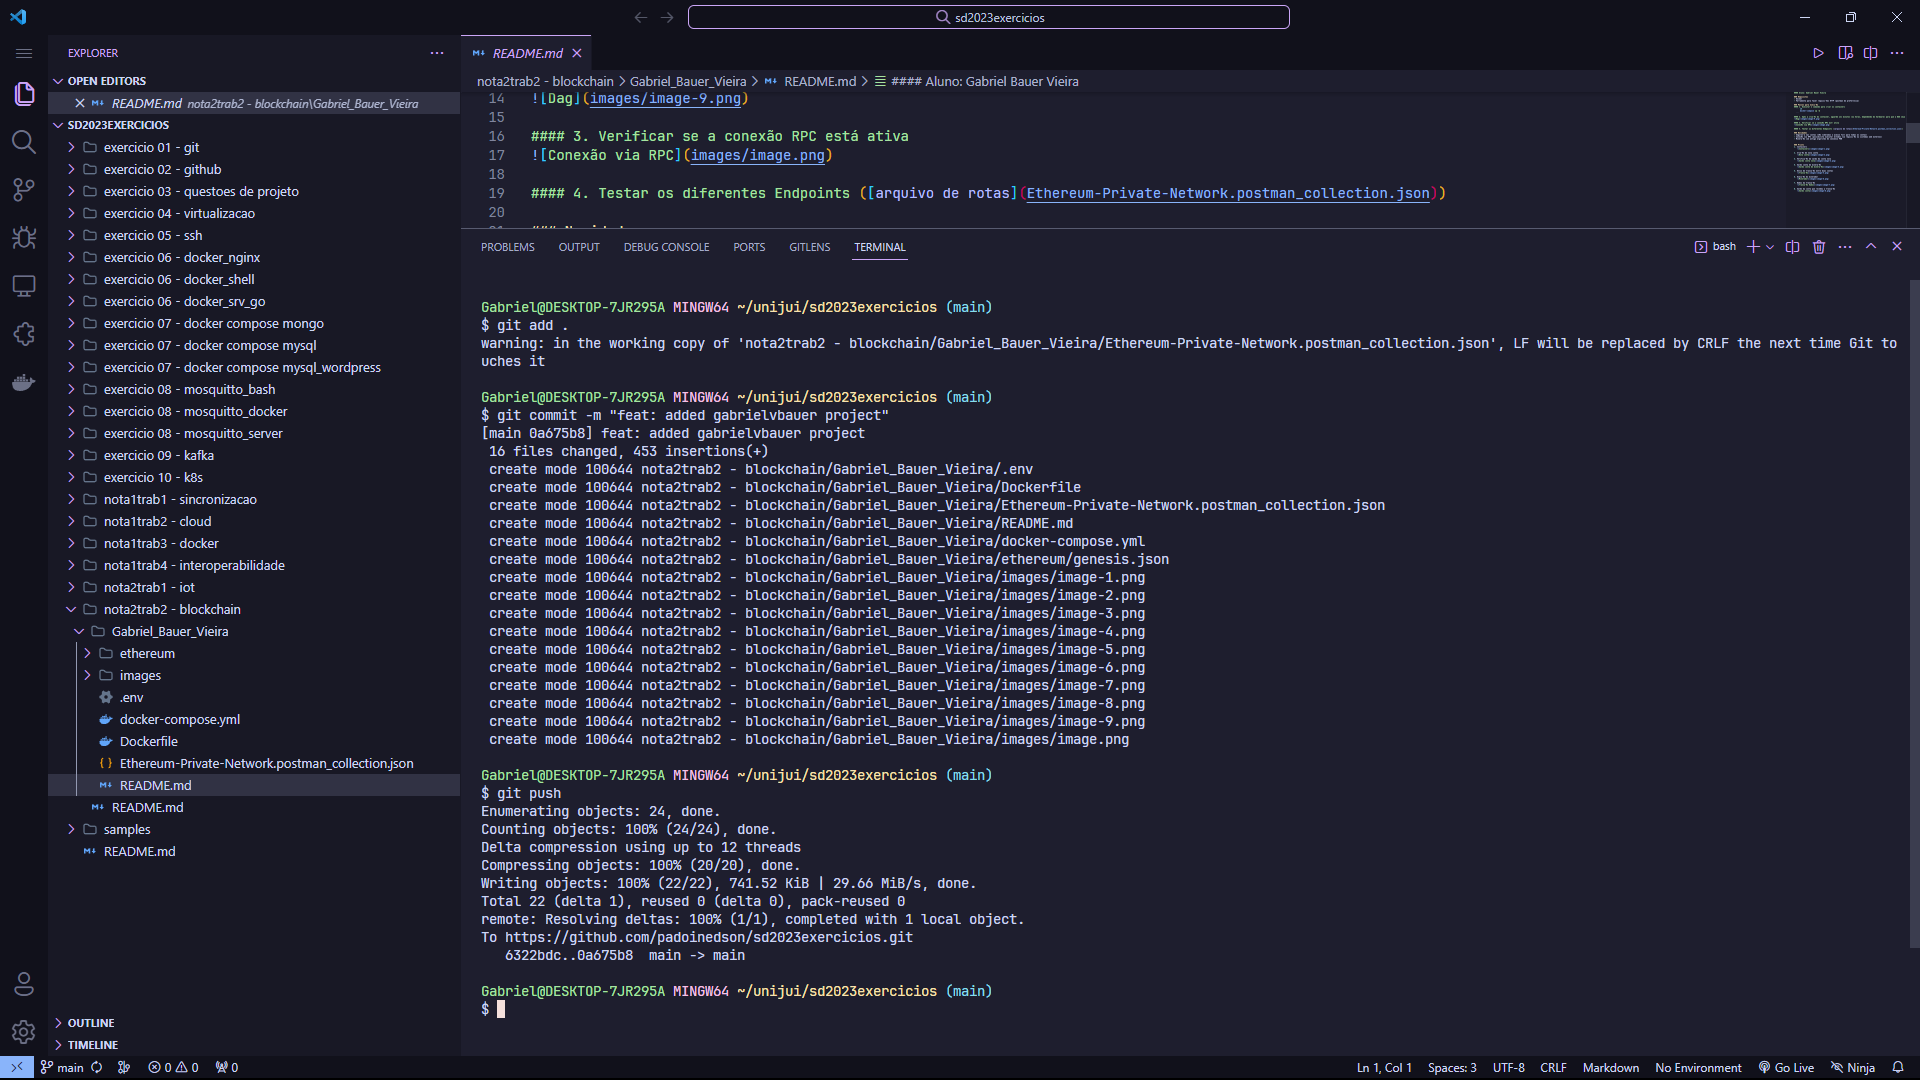 sd2023exercicios
EXPLORER
OPEN EDITORS
README.md nota2trab2 - blockchain\Gabriel_Bauer_Vieira
SD2023EXERCICIOS
exercicio 01 - git
exercicio 02 - github
exercicio 03 - questoes de projeto
exercicio 04 - virtualizacao
exercicio 05 - ssh
exercicio 06 - docker_nginx
exercicio 06 - docker_shell
exercicio 06 - docker_srv_go
exercicio 07 - docker compose mongo
exercicio 07 - docker compose mysql
exercicio 07 - docker compose mysql_wordpress
exercicio 08 - mosquitto_bash
exercicio 08 - mosquitto_docker
exercicio 08 - mosquitto_server
exercicio 09 - kafka
exercicio 10 - k8s
nota1trab1 - sincronizacao
nota1trab2 - cloud
nota1trab3 - docker
nota1trab4 - interoperabilidade
nota2trab1 - iot
nota2trab2 - blockchain
Gabriel_Bauer_Vieira
ethereum
images
.env
docker-compose.yml
Dockerfile
Ethereum-Private-Network.postman_collection.json
README.md
README.md
samples
README.md
OUTLINE
TIMELINE
README.md
nota2trab2 - blockchain > Gabriel_Bauer_Vieira > README.md > #### Aluno: Gabriel Bauer Vieira
14 ![Dag](images/image-9.png)
15
16 #### 3. Verificar se a conexão RPC está ativa
17 ![Conexão via RPC](images/image.png)
18
19 #### 4. Testar os diferentes Endpoints ([arquivo de rotas](Ethereum-Private-Network.postman_collection.json))
20
PROBLEMS OUTPUT DEBUG CONSOLE PORTS GITLENS TERMINAL
bash
Gabriel@DESKTOP-7JR295A MINGW64 ~/unijui/sd2023exercicios (main)
$ git add .
warning: in the working copy of 'nota2trab2 - blockchain/Gabriel_Bauer_Vieira/Ethereum-Private-Network.postman_collection.json', LF will be replaced by CRLF the next time Git to
uches it
Gabriel@DESKTOP-7JR295A MINGW64 ~/unijui/sd2023exercicios (main)
$ git commit -m "feat: added gabrielvbauer project"
[main 0a675b8] feat: added gabrielvbauer project
16 files changed, 453 insertions(+)
create mode 100644 nota2trab2 - blockchain/Gabriel_Bauer_Vieira/.env
create mode 100644 nota2trab2 - blockchain/Gabriel_Bauer_Vieira/Dockerfile
create mode 100644 nota2trab2 - blockchain/Gabriel_Bauer_Vieira/Ethereum-Private-Network.postman_collection.json
create mode 100644 nota2trab2 - blockchain/Gabriel_Bauer_Vieira/README.md
create mode 100644 nota2trab2 - blockchain/Gabriel_Bauer_Vieira/docker-compose.yml
create mode 100644 nota2trab2 - blockchain/Gabriel_Bauer_Vieira/ethereum/genesis.json
create mode 100644 nota2trab2 - blockchain/Gabriel_Bauer_Vieira/images/image-1.png
create mode 100644 nota2trab2 - blockchain/Gabriel_Bauer_Vieira/images/image-2.png
create mode 100644 nota2trab2 - blockchain/Gabriel_Bauer_Vieira/images/image-3.png
create mode 100644 nota2trab2 - blockchain/Gabriel_Bauer_Vieira/images/image-4.png
create mode 100644 nota2trab2 - blockchain/Gabriel_Bauer_Vieira/images/image-5.png
create mode 100644 nota2trab2 - blockchain/Gabriel_Bauer_Vieira/images/image-6.png
create mode 100644 nota2trab2 - blockchain/Gabriel_Bauer_Vieira/images/image-7.png
create mode 100644 nota2trab2 - blockchain/Gabriel_Bauer_Vieira/images/image-8.png
create mode 100644 nota2trab2 - blockchain/Gabriel_Bauer_Vieira/images/image-9.png
create mode 100644 nota2trab2 - blockchain/Gabriel_Bauer_Vieira/images/image.png
Gabriel@DESKTOP-7JR295A MINGW64 ~/unijui/sd2023exercicios (main)
$ git push
Enumerating objects: 24, done.
Counting objects: 100% (24/24), done.
Delta compression using up to 12 threads
Compressing objects: 100% (20/20), done.
Writing objects: 100% (22/22), 741.52 KiB | 29.66 MiB/s, done.
Total 22 (delta 1), reused 0 (delta 0), pack-reused 0
remote: Resolving deltas: 100% (1/1), completed with 1 local object.
To https://github.com/padoinedson/sd2023exercicios.git
6322bdc..0a675b8 main -> main
Gabriel@DESKTOP-7JR295A MINGW64 ~/unijui/sd2023exercicios (main)
$
main 0 0 0 Ln 1, Col 1 Spaces: 3 UTF-8 CRLF Markdown No Environment Go Live Ninja